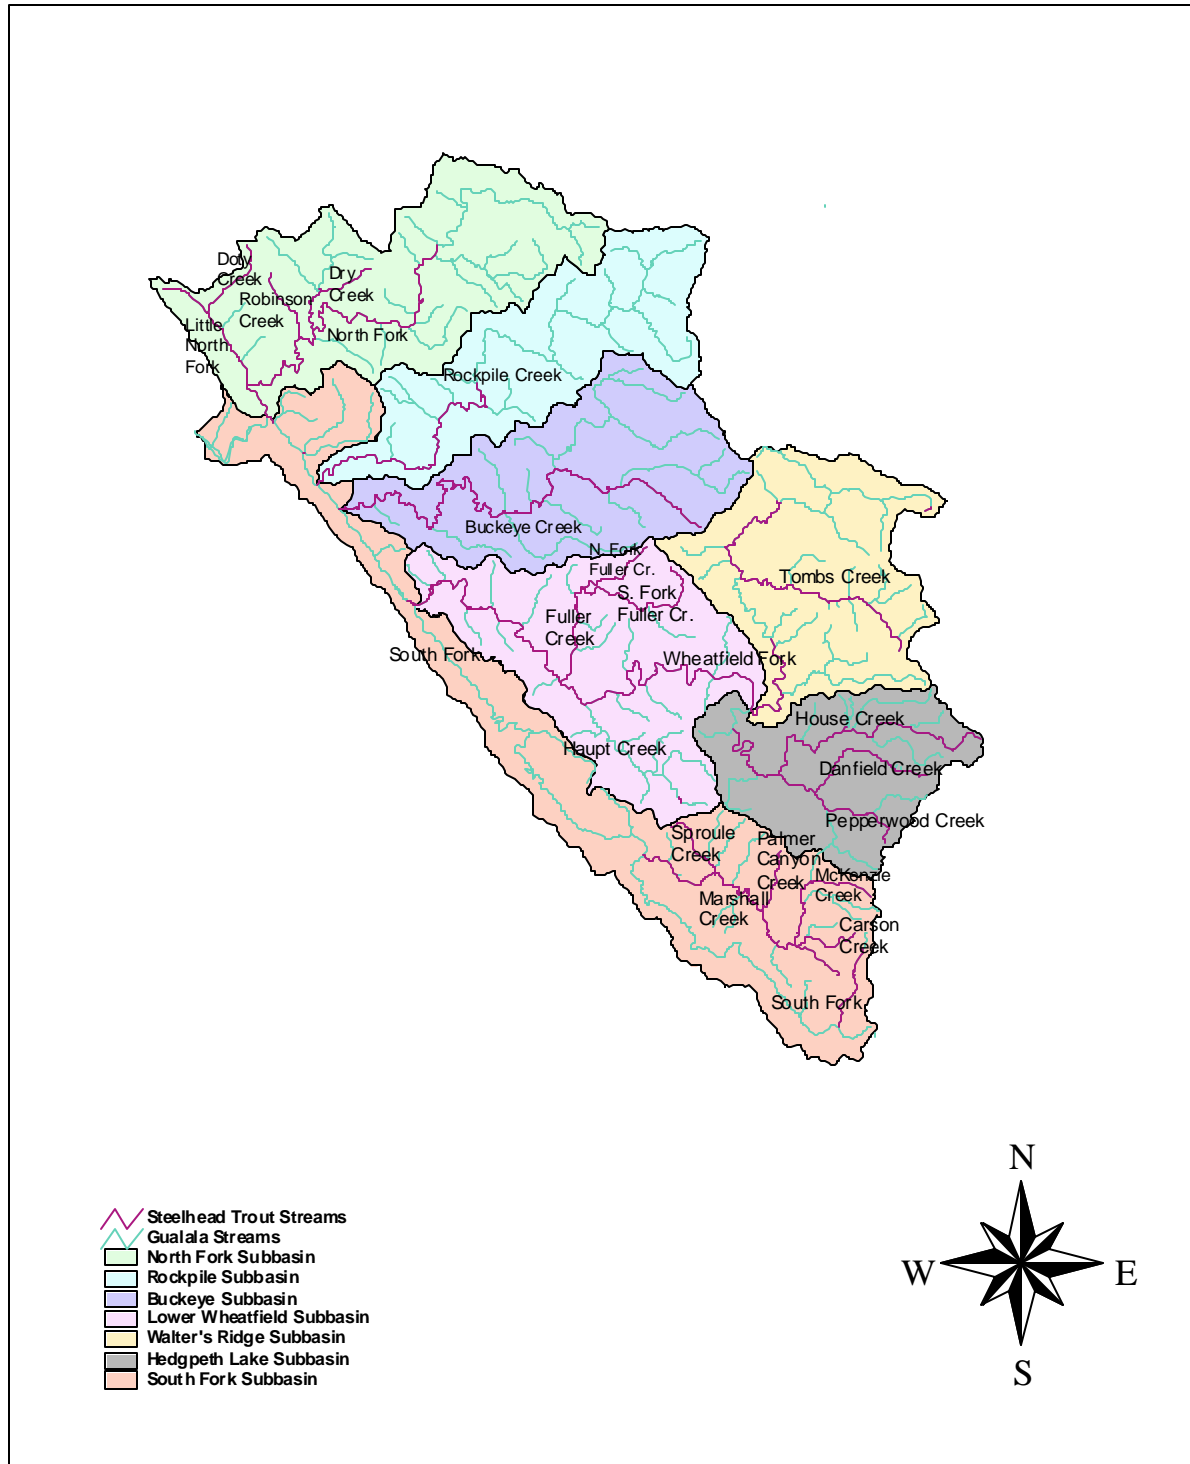 Doty
Creek
Dry
Creek
Robinson
Creek
Little
North
Fork
North Fork
Rockpile Creek
Buckeye Creek
N. Fork
Fuller Cr.
S. Fork
Fuller Cr.
Tombs Creek
Fuller
Creek
South Fork
Wheatfield Fork
House Creek
Haupt Creek
Danfield Creek
Pepperwood Creek
Sproule
Creek
Palmer
Canyon
Creek
McKenzie
Creek
Marshall
Creek
Carson
Creek
South Fork
N
W
E
S
Steelhead Trout Streams
Gualala Streams
North Fork Subbasin
Rockpile Subbasin
Buckeye Subbasin
Lower Wheatfield Subbasin
Walter's Ridge Subbasin
Hedgpeth Lake Subbasin
South Fork Subbasin